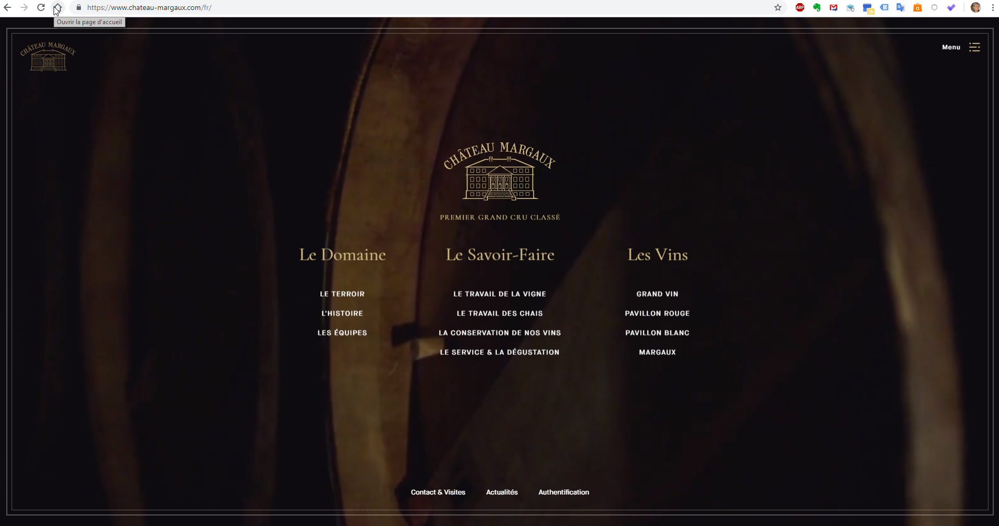 https://www.chateau-margaux.com/fr/
ABP
2h
a
Ouvrir la page d'accueil
CHÂTEAU MARGAUX
Menu
CHÂTEAU MARGAUX
PREMIER GRAND CRU CLASSÉ
Le Domaine
LE TERROIR
L'HISTOIRE
LES ÉQUIPES
Le Savoir-Faire
LE TRAVAIL DE LA VIGNE
LE TRAVAIL DES CHAIS
LA CONSERVATION DE NOS VINS
LE SERVICE & LA DÉGUSTATION
Les Vins
GRAND VIN
PAVILLON ROUGE
PAVILLON BLANC
MARGAUX
Contact & Visites
Actualités
Authentification